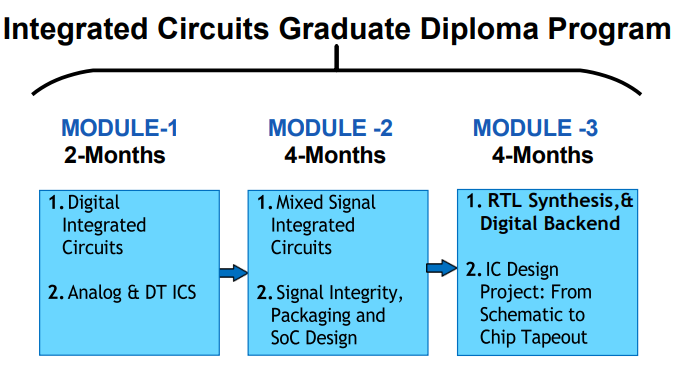 Integrated Circuits Graduate Diploma Program
MODULE-1
2-Months
1. Digital
Integrated
Circuits
2. Analog & DT ICS
MODULE -2
4-Months
1. Mixed Signal
Integrated
Circuits
2. Signal Integrity,
Packaging and
SoC Design
MODULE -3
4-Months
1. RTL Synthesis,&
Digital Backend
2. IC Design
Project: From
Schematic to
Chip Tapeout